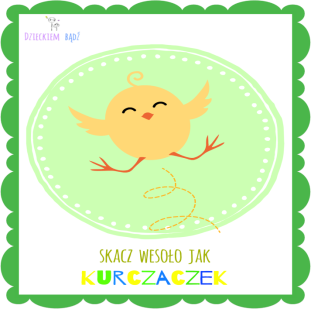 DZIECKIEM BĄDŹ
SKACZ WESOŁO JAK
KURCZACZEK